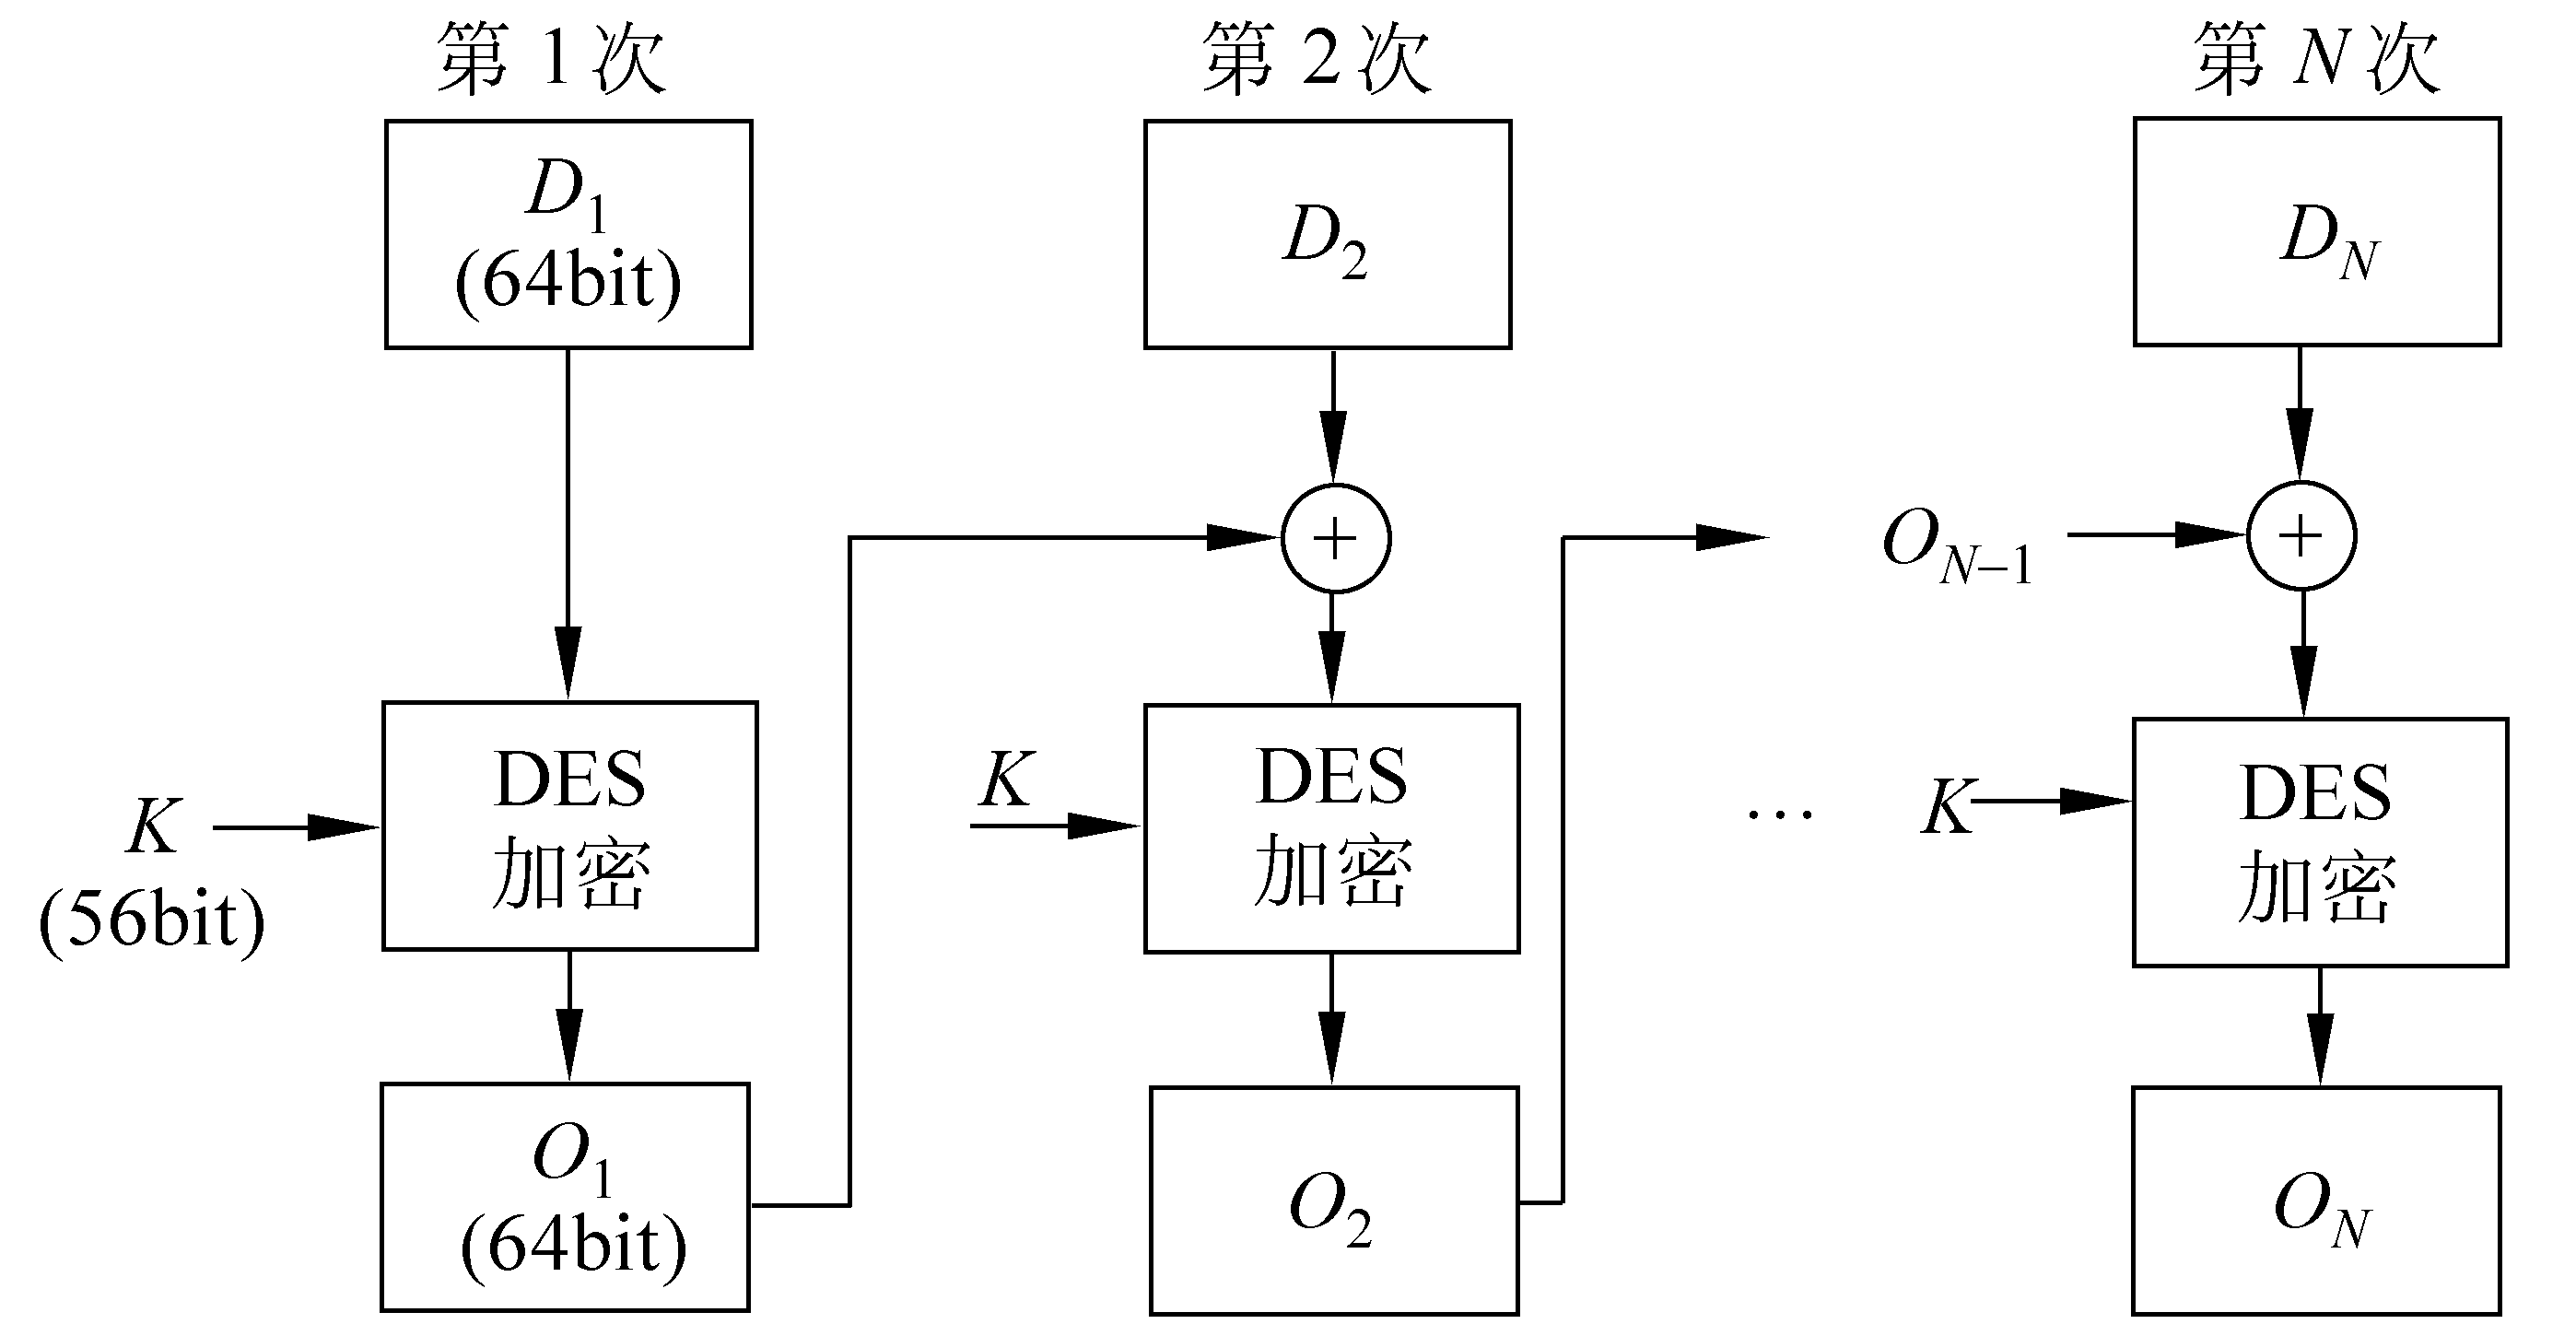 第 1 次
第 2 次
第 N 次
D1
(64bit)
D2
DN
ON−1
+
+
K
(56bit)
DES
加密
K
DES
加密
…
K
DES
加密
O1
(64bit)
O2
ON